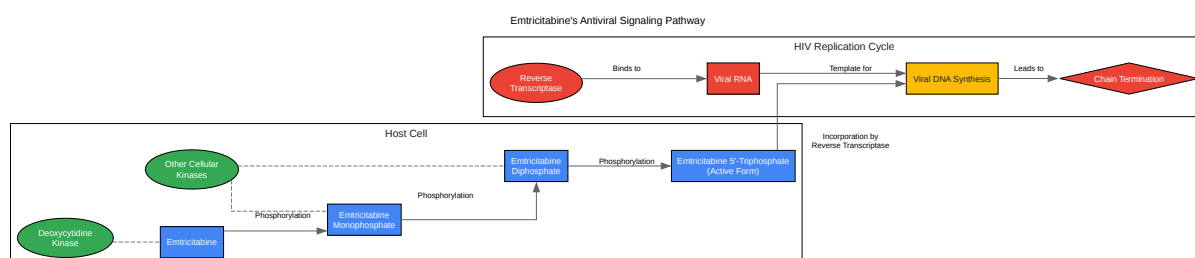 Emtricitabine's Antiviral Signaling Pathway
HIV Replication Cycle
Reverse
Transcriptase
Binds to
Viral RNA
Template for
Viral DNA Synthesis
Leads to
Chain Termination
Host Cell
Incorporation by
Reverse Transcriptase
Other Cellular
Kinases
Emtricitabine
Diphosphate
Phosphorylation
Emtricitabine 5'-Triphosphate
(Active Form)
Phosphorylation
Phosphorylation
Emtricitabine
Monophosphate
Deoxycytidine
Kinase
Emtricitabine